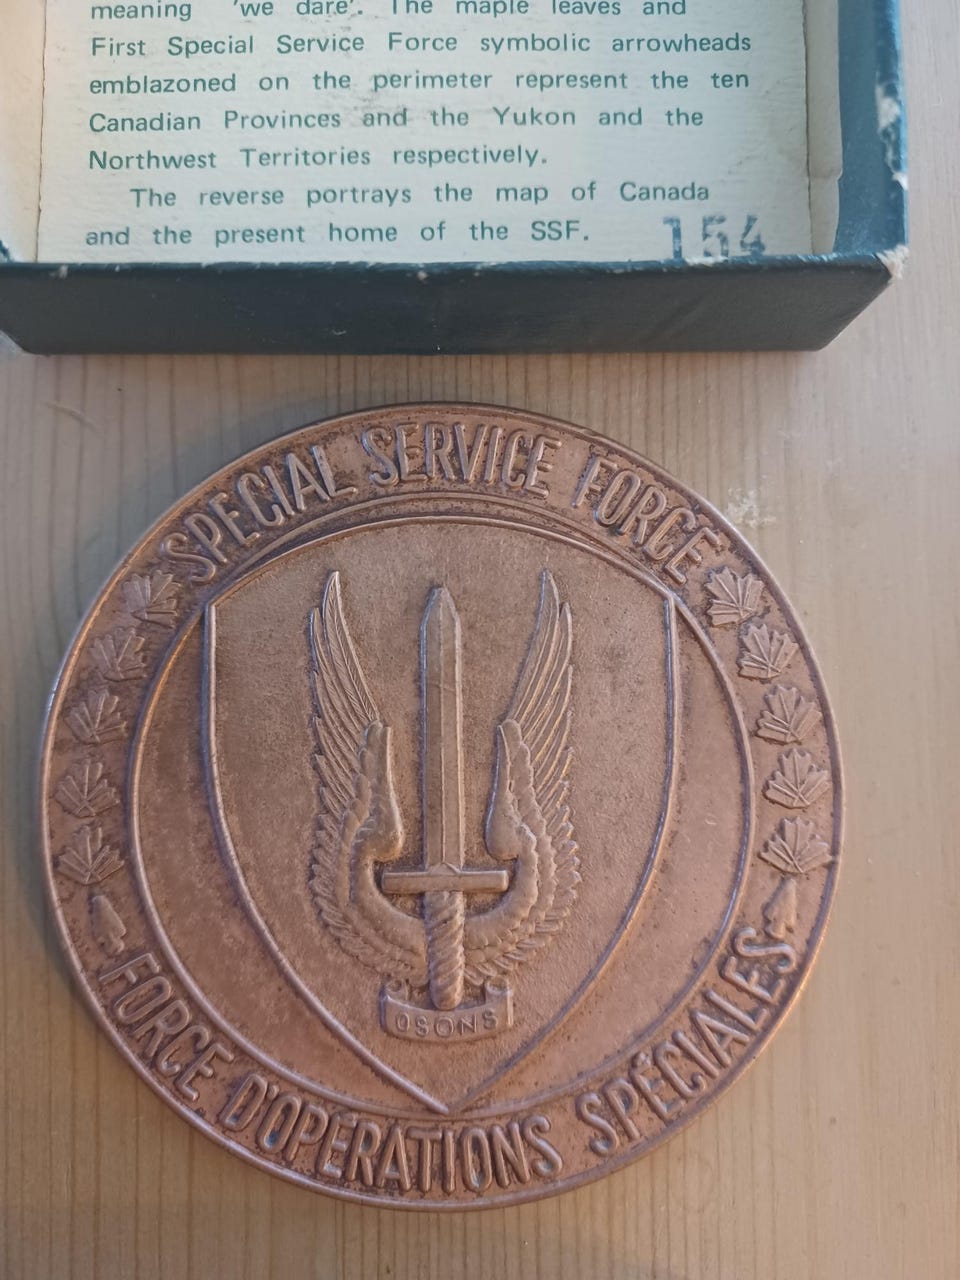 meaning 'we dare'. The maple leaves and
First Special Service Force symbolic arrowheads
emblazoned on the perimeter represent the ten
Canadian Provinces and the Yukon and the
Northwest Territories respectively.
The reverse portrays the map of Canada
and the present home of the SSF.
154
SPECIAL SERVICE FORCE
OSONS
FORCE D'OPÉRATIONS SPÉCIALES